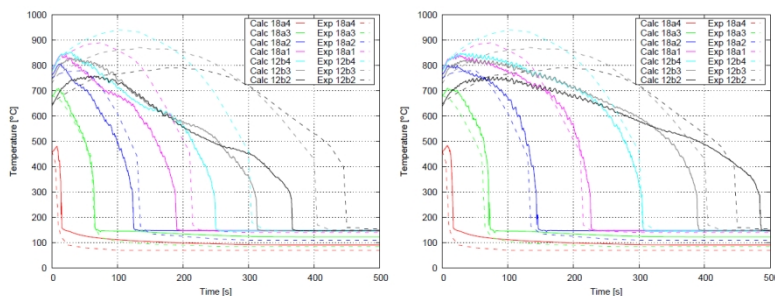 1000
900
800
700
600
500
400
300
200
100
0
Temperature [ºC]
0 100 200 300 400 500
Time [s]
Calc 18a4 Exp 18a4
Calc 18a3 Exp 18a3
Calc 18a2 Exp 18a2
Calc 18a1 Exp 18a1
Calc 12b4 Exp 12b4
Calc 12b3 Exp 12b3
Calc 12b2 Exp 12b2
1000
900
800
700
600
500
400
300
200
100
0
Temperature [ºC]
0 100 200 300 400 500
Time [s]
Calc 18a4 Exp 18a4
Calc 18a3 Exp 18a3
Calc 18a2 Exp 18a2
Calc 18a1 Exp 18a1
Calc 12b4 Exp 12b4
Calc 12b3 Exp 12b3
Calc 12b2 Exp 12b2